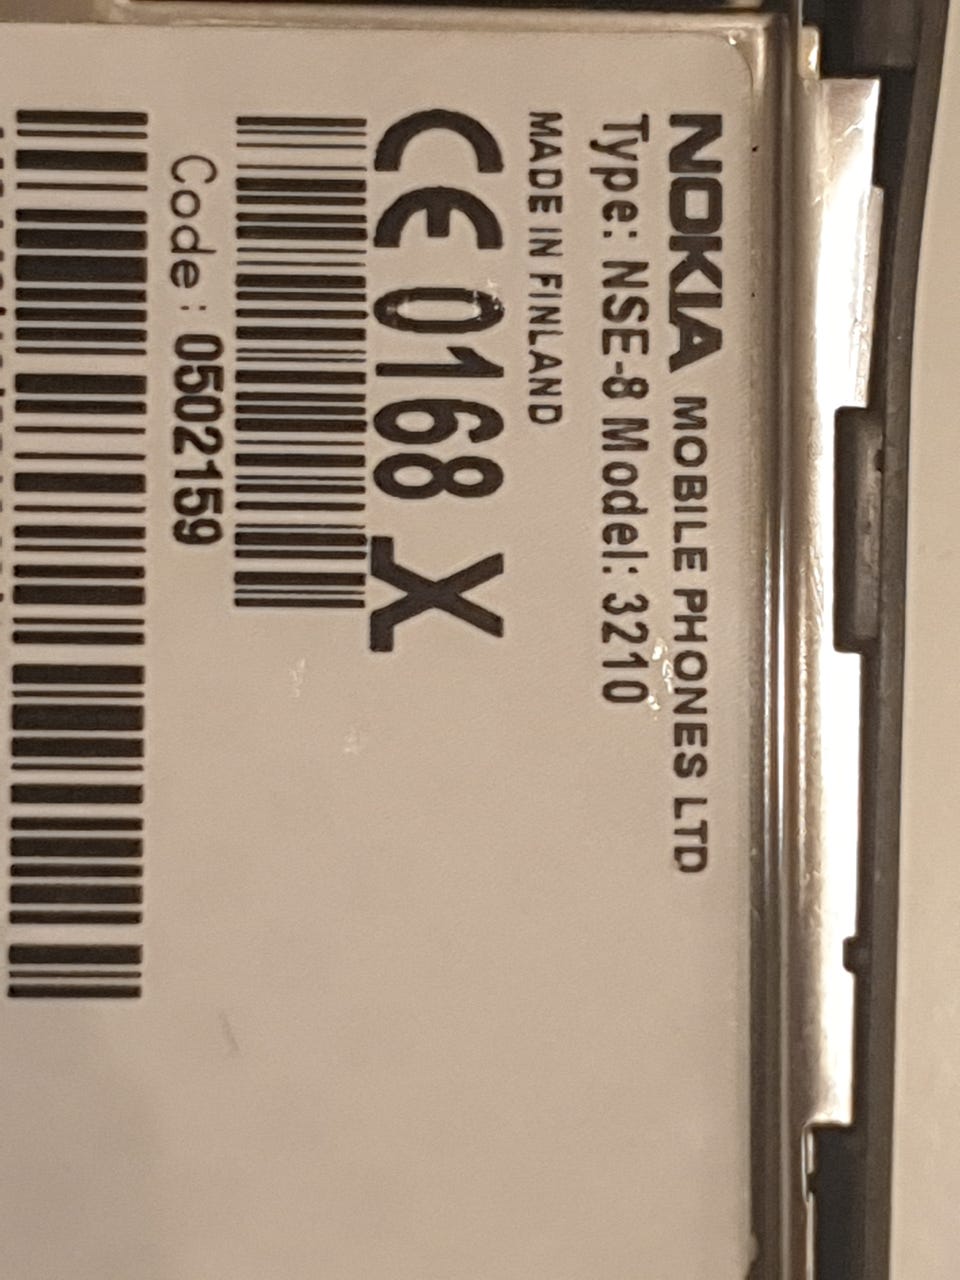 NOKIA MOBILE PHONES LTD
Type: NSE-8 Model: 3210
MADE IN FINLAND
CE 0168 X
Code: 0502159